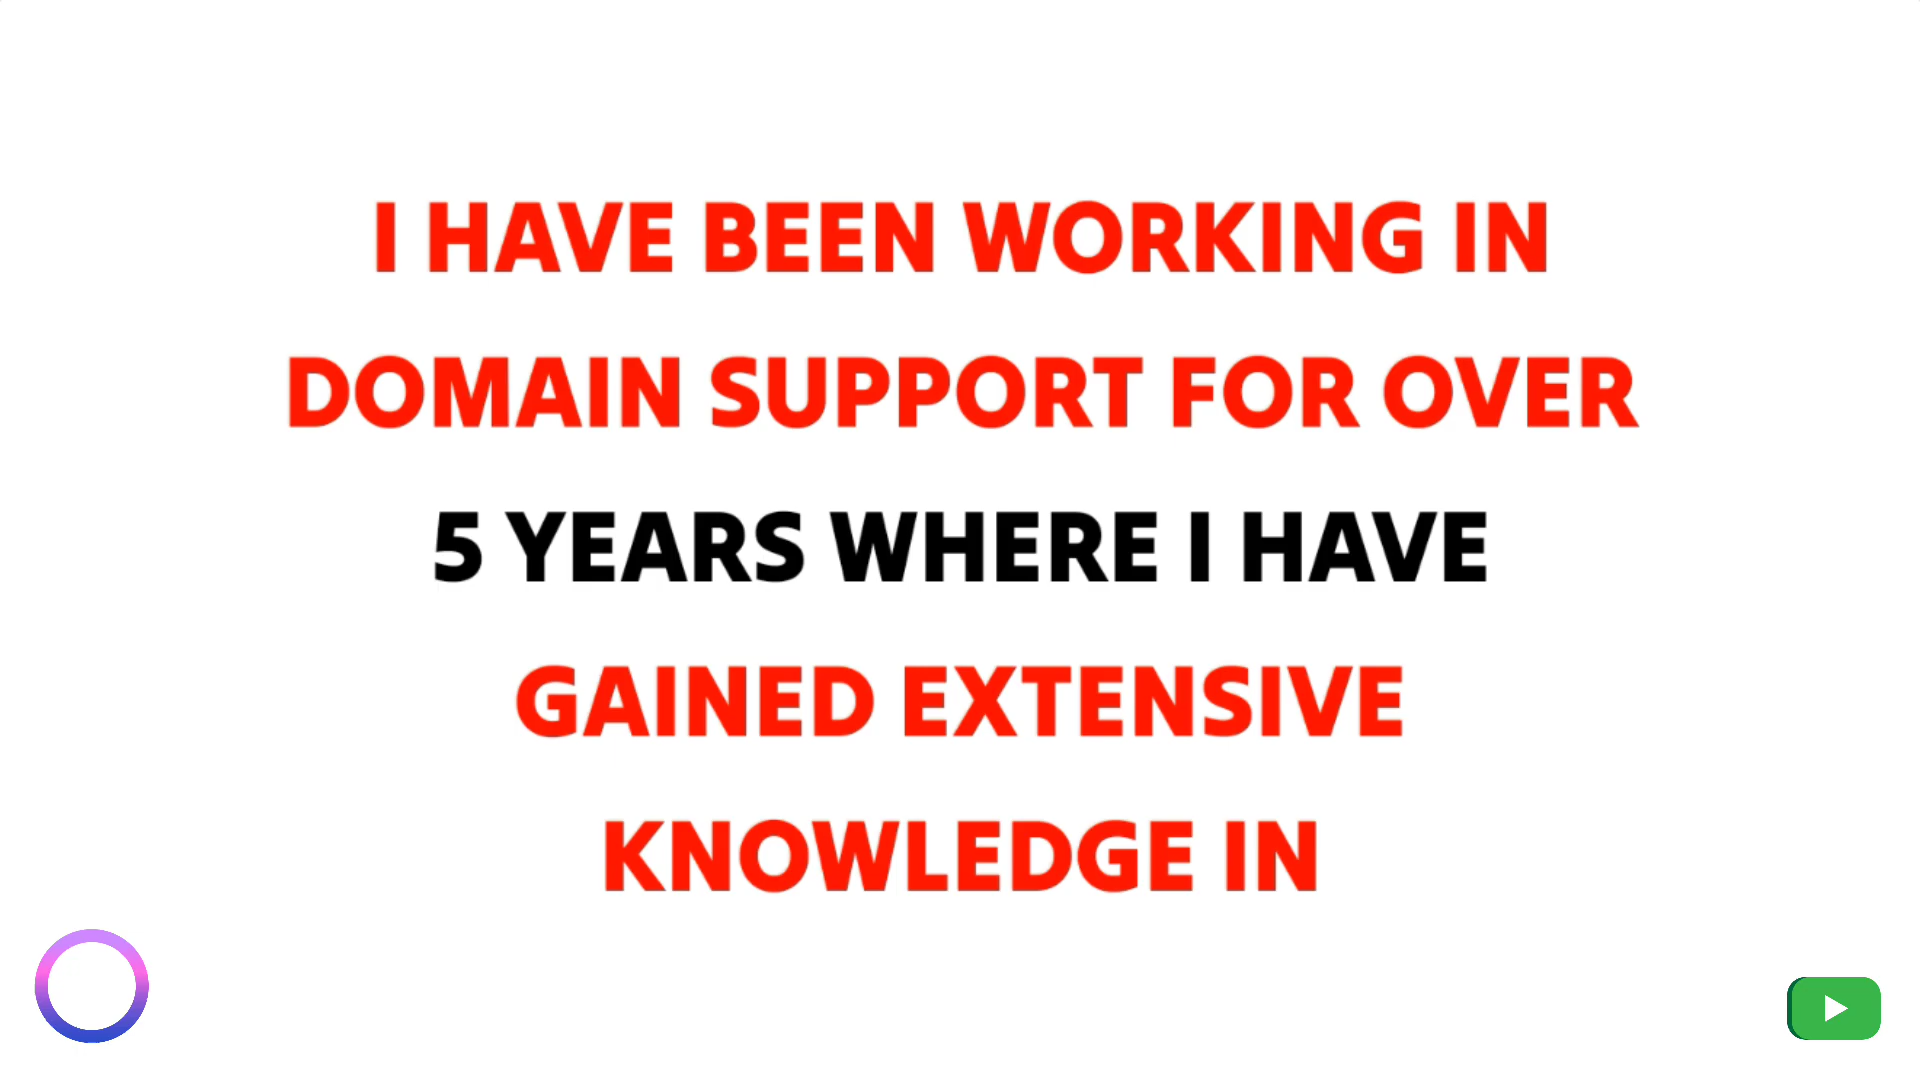 I HAVE BEEN WORKING IN
DOMAIN SUPPORT FOR OVER
5 YEARS WHERE I HAVE
GAINED EXTENSIVE
KNOWLEDGE IN